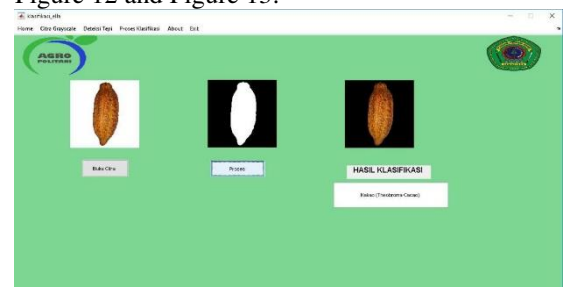 Figure 12 and Figure 13.
klasifikasi_elfa
Home Citra Grayscale Deteksi Tepi Proses Klasifikasi About Exit
AGRO
POLITANI
Buka Citra
Proses
HASIL KLASIFIKASI
Kakao (Theobroma Cacao)